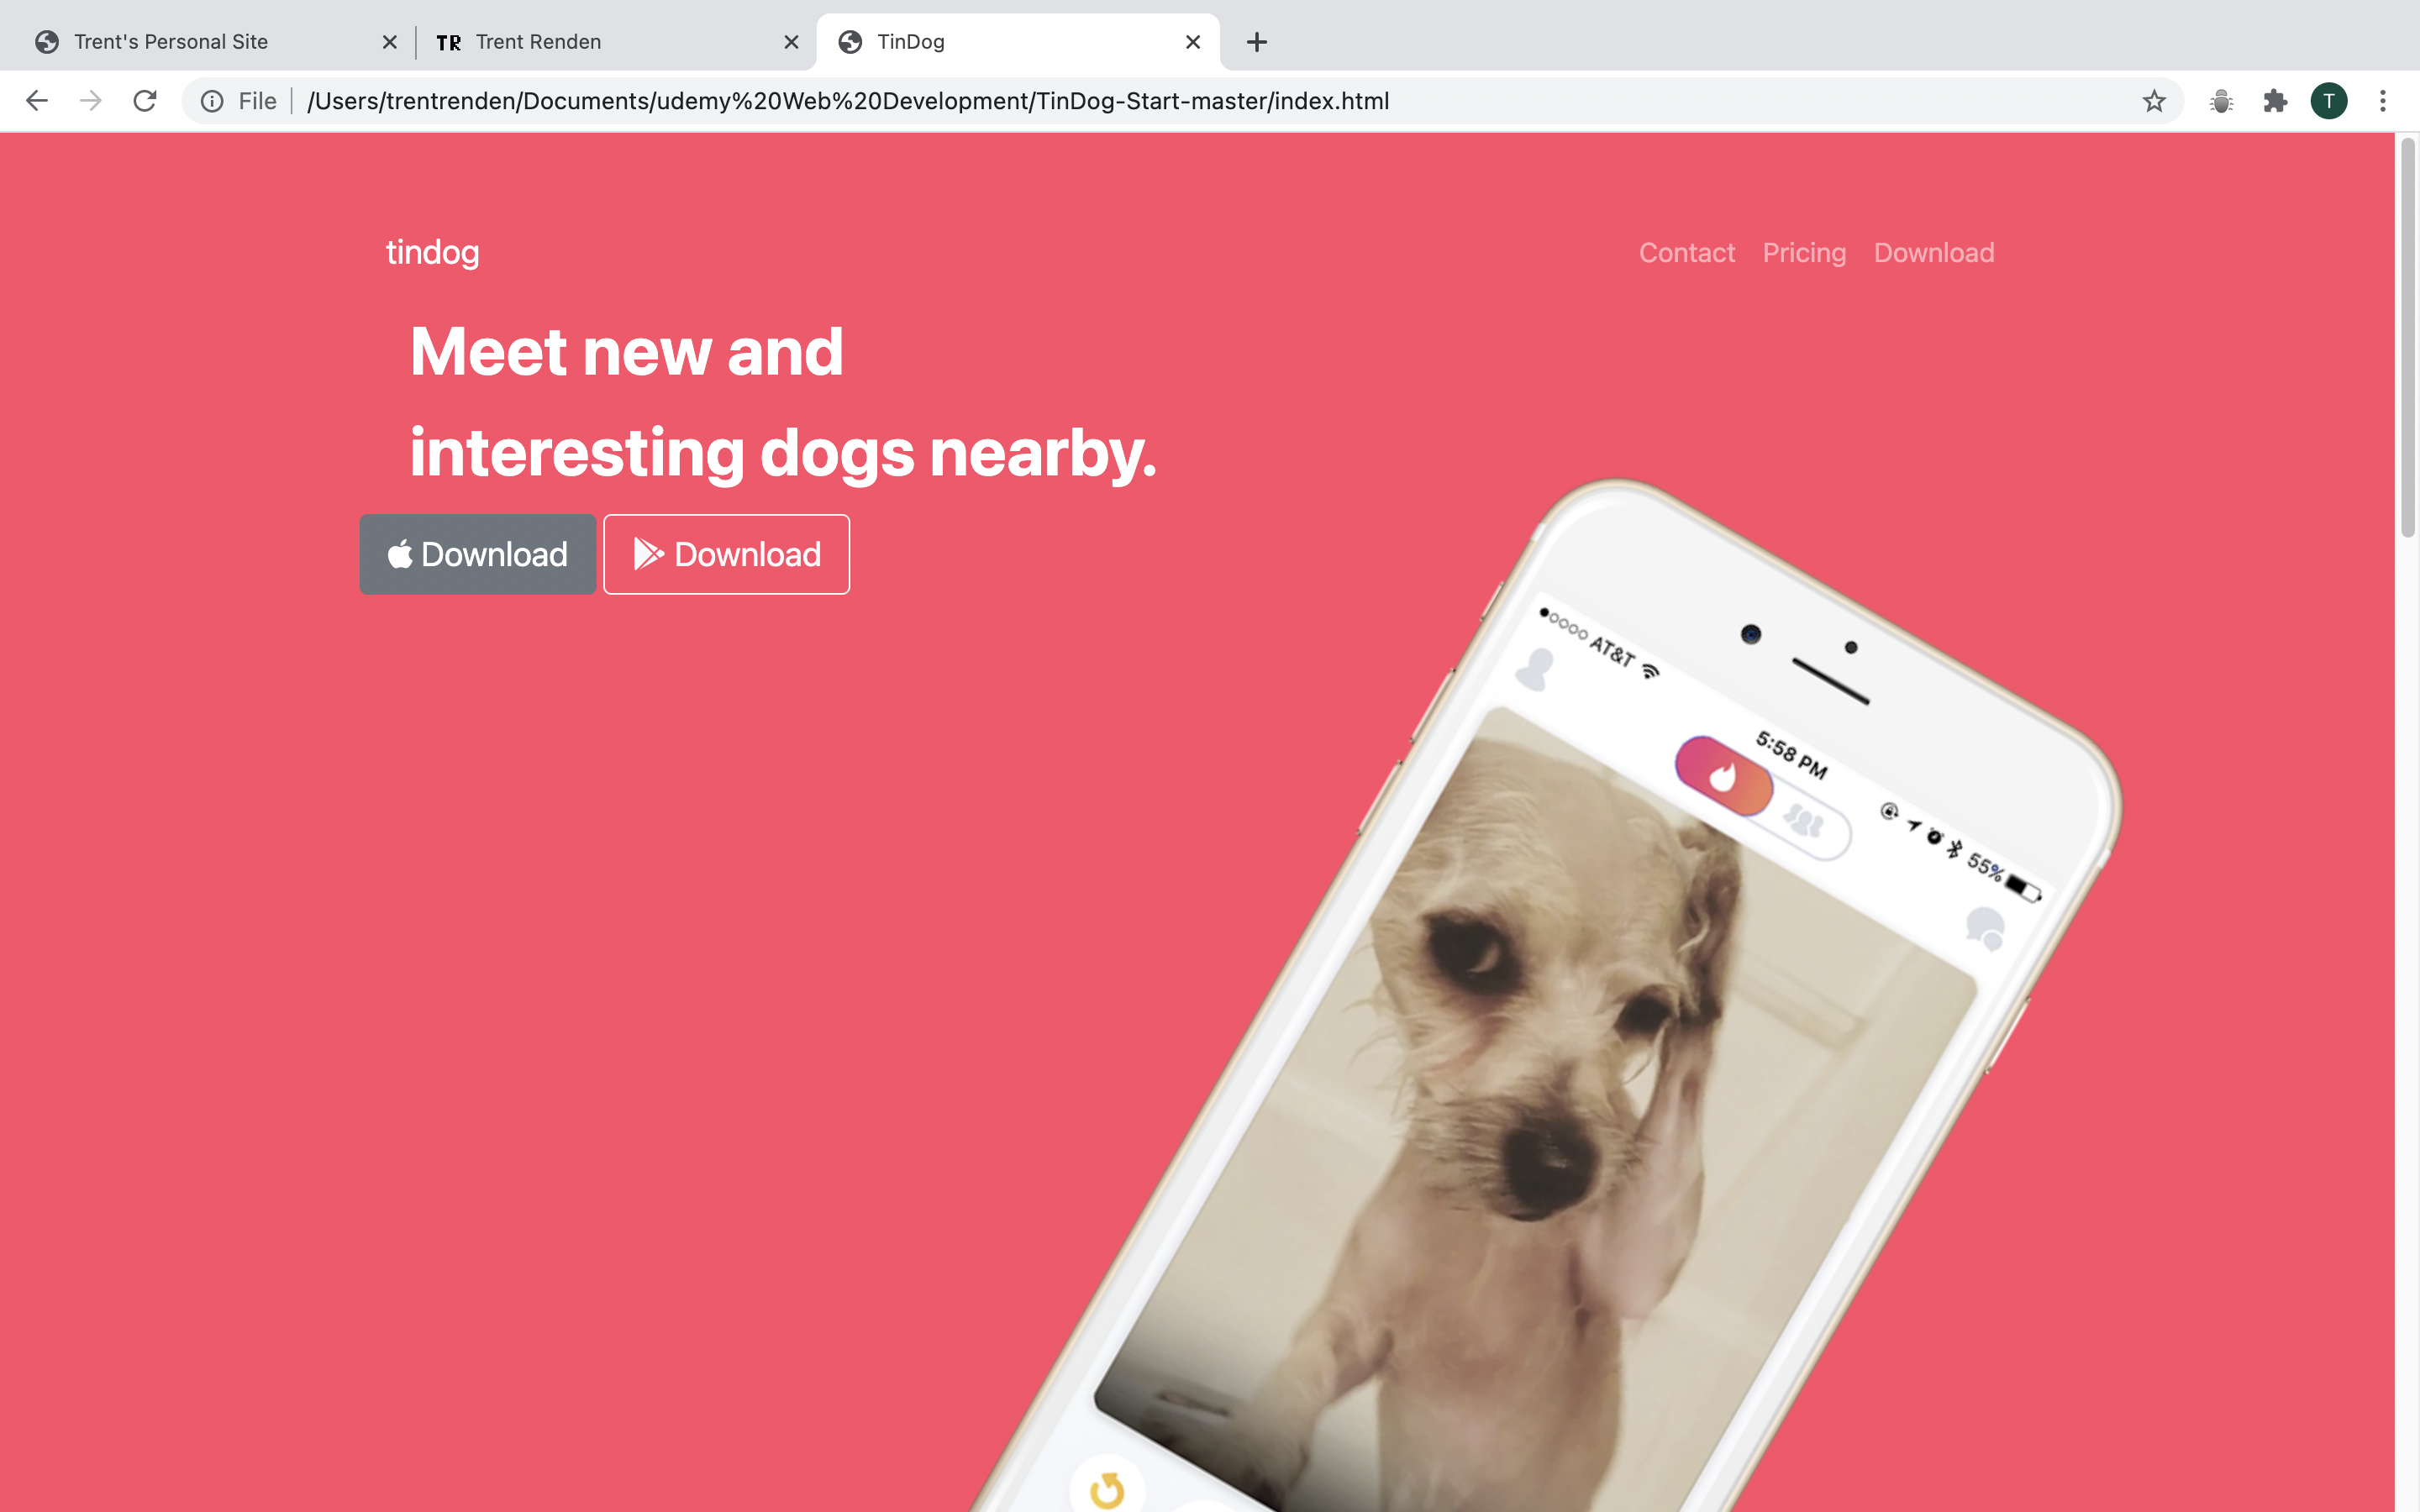 Trent's Personal Site
TR Trent Renden
TinDog
File /Users/trentrenden/Documents/udemy%20Web%20Development/TinDog-Start-master/index.html
T
tindog
Contact Pricing Download
Meet new and
interesting dogs nearby.
Download Download
AT&T
5:58 PM
55%